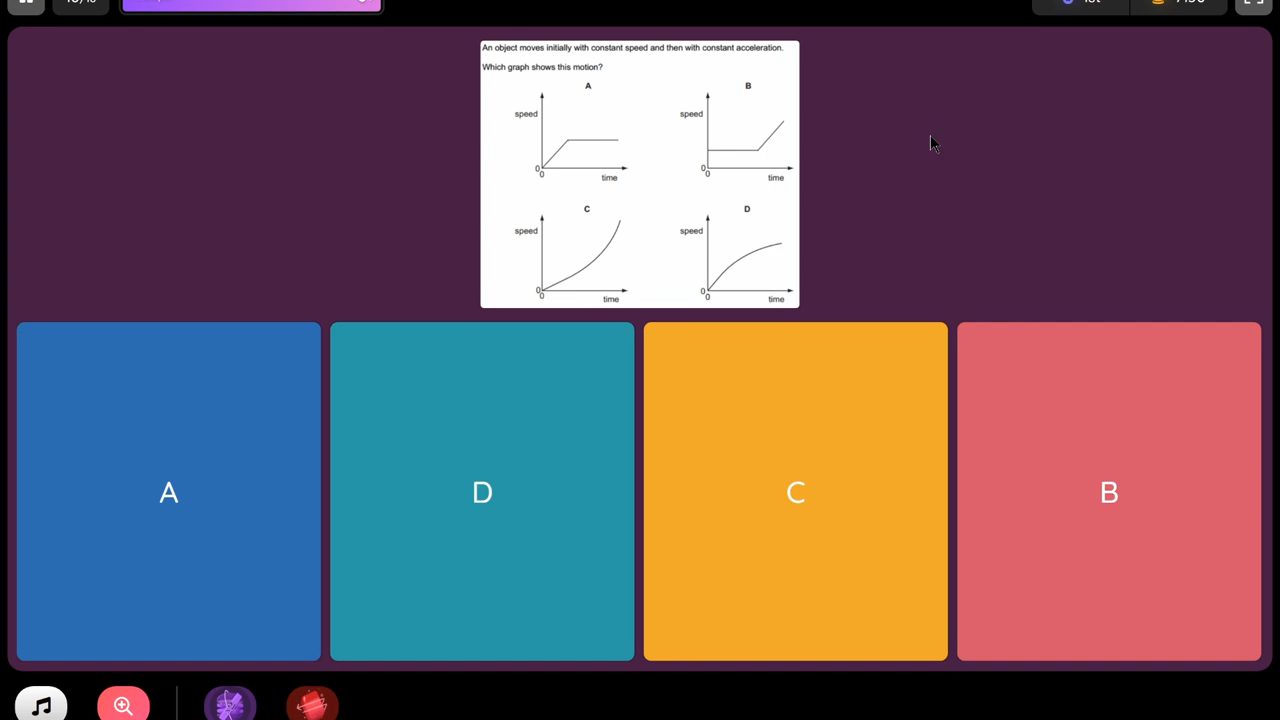 An object moves initially with constant speed and then with constant acceleration.
Which graph shows this motion?
A
speed
0
0
time
B
speed
0
0
time
C
speed
0
0
time
D
speed
0
0
time
A
D
C
B